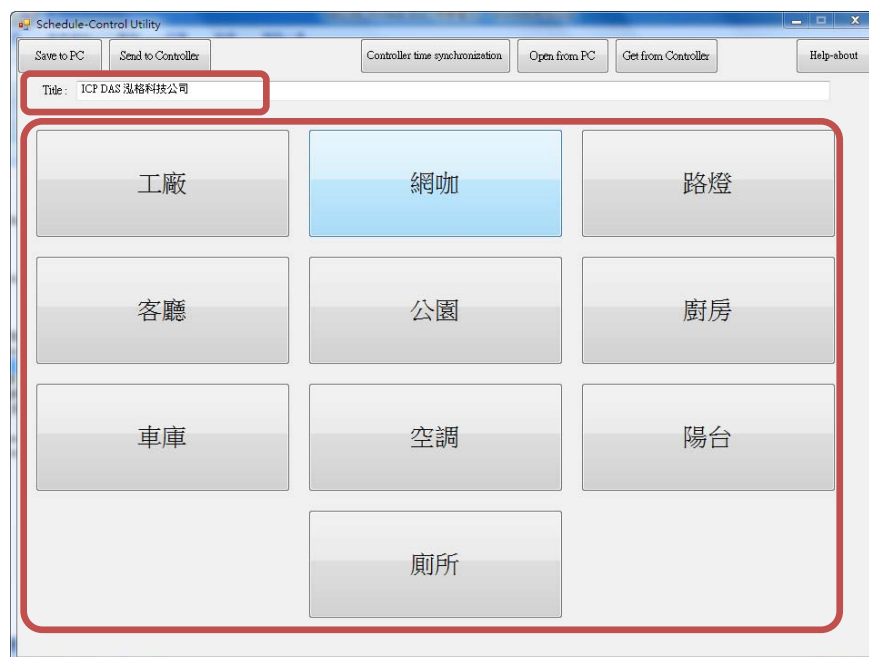 Schedule-Control Utility
Save to PC Send to Controller Controller time synchronization Open from PC Get from Controller Help-about
Title : ICP DAS 泓格科技公司
工廠 網咖 路燈
客廳 公園 廚房
車庫 空調 陽台
廁所